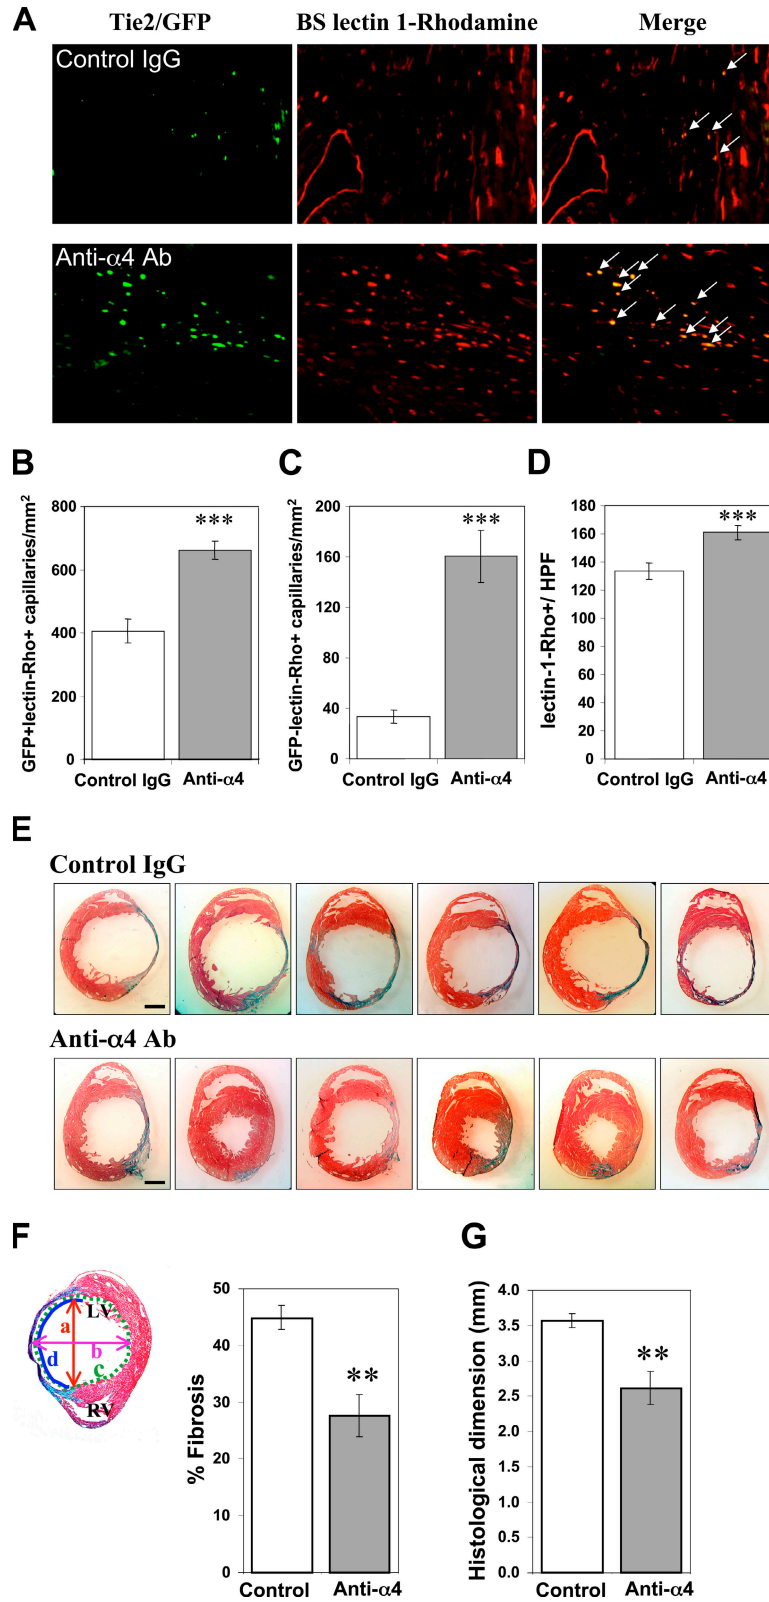 A
Tie2/GFP BS lectin 1-Rhodamine Merge
Control IgG
Anti-α4 Ab
B C D
GFP+lectin-Rho+ capillaries/mm²
800
600
400
200
0
***
Control IgG Anti-α4
GFP-lectin-Rho+ capillaries/mm²
200
160
120
80
40
0
***
Control IgG Anti-α4
lectin-1-Rho+/ HPF
180
160
140
120
100
80
60
40
20
0
***
Control IgG Anti-α4
E
Control IgG
Anti-α4 Ab
F G
LV
a
b
d
c
RV
% Fibrosis
50
40
30
20
10
0
**
Control Anti-α4
Histological dimension (mm)
4.0
3.5
3.0
2.5
2.0
1.5
1.0
0.5
0.0
**
Control Anti-α4